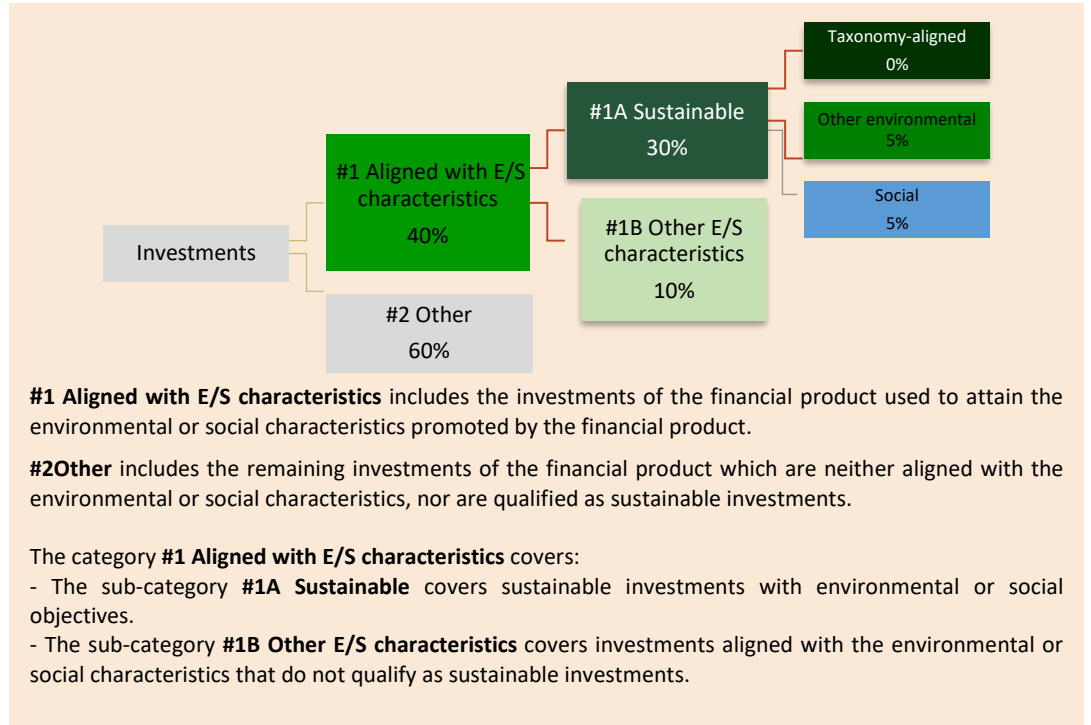 Taxonomy-aligned
0%
#1A Sustainable
30%
Other environmental
5%
#1 Aligned with E/S
characteristics
40%
Social
5%
#1B Other E/S
characteristics
10%
Investments
#2 Other
60%
#1 Aligned with E/S characteristics includes the investments of the financial product used to attain the
environmental or social characteristics promoted by the financial product.
#2Other includes the remaining investments of the financial product which are neither aligned with the
environmental or social characteristics, nor are qualified as sustainable investments.
The category #1 Aligned with E/S characteristics covers:
- The sub-category #1A Sustainable covers sustainable investments with environmental or social
objectives.
- The sub-category #1B Other E/S characteristics covers investments aligned with the environmental or
social characteristics that do not qualify as sustainable investments.